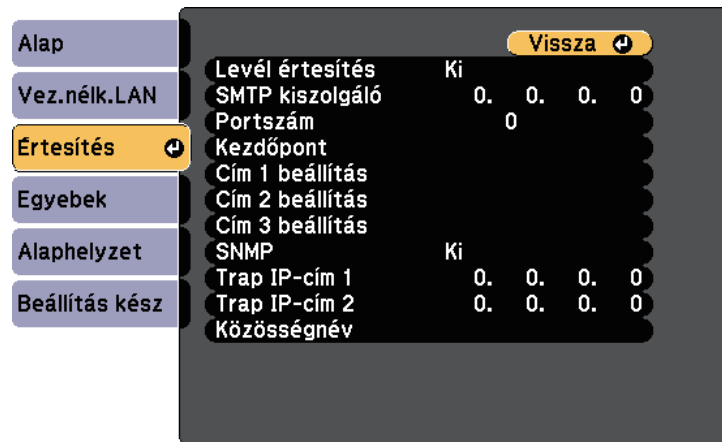 Alap
Vez.nélk.LAN
Értesítés
Egyebek
Alaphelyzet
Beállítás kész
Vissza
Levél értesítés Ki
SMTP kiszolgáló 0. 0. 0. 0
Portszám 0
Kezdőpont
Cím 1 beállítás
Cím 2 beállítás
Cím 3 beállítás
SNMP Ki
Trap IP-cím 1 0. 0. 0. 0
Trap IP-cím 2 0. 0. 0. 0
Közösségnév